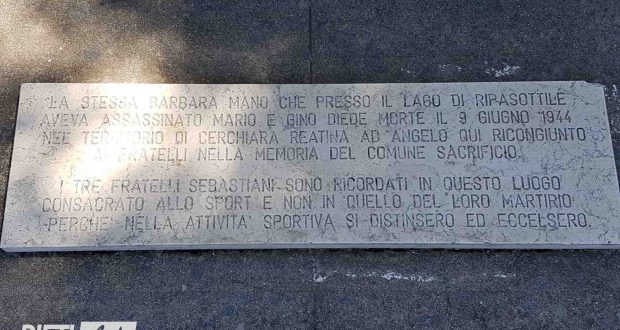 LA STESSA BARBARA MANO CHE PRESSO IL LAGO DI RIPASOTTILE
AVEVA ASSASSINATO MARIO E GINO DIEDE MORTE IL 9 GIUGNO 1944
NEL TERRITORIO DI CERCHIARA REATINA AD ANGELO QUI RICONGIUNTO
AI FRATELLI NELLA MEMORIA DEL COMUNE SACRIFICIO.
I TRE FRATELLI SEBASTIANI SONO RICORDATI IN QUESTO LUOGO
CONSACRATO ALLO SPORT E NON IN QUELLO DEL LORO MARTIRIO
PERCHE' NELLA ATTIVITA' SPORTIVA SI DISTINSERO ED ECCELSERO.